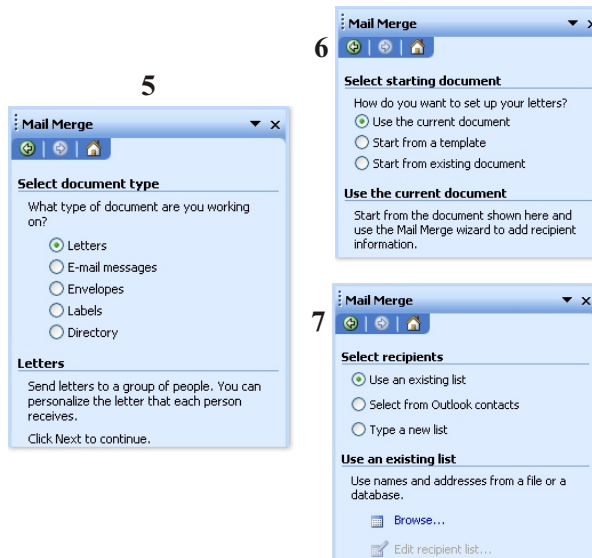 5
Mail Merge
Select document type
What type of document are you working
on?
Letters
E-mail messages
Envelopes
Labels
Directory
Letters
Send letters to a group of people. You can
personalize the letter that each person
receives.
Click Next to continue.
6
Mail Merge
Select starting document
How do you want to set up your letters?
Use the current document
Start from a template
Start from existing document
Use the current document
Start from the document shown here and
use the Mail Merge wizard to add recipient
information.
7
Mail Merge
Select recipients
Use an existing list
Select from Outlook contacts
Type a new list
Use an existing list
Use names and addresses from a file or a
database.
Browse...
Edit recipient list...